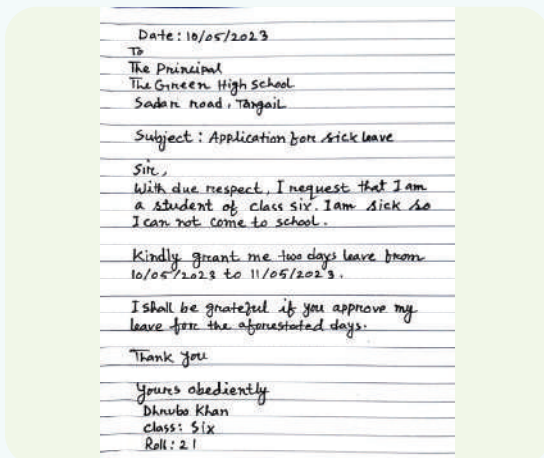 Date: 10/05/2023
To
The Principal
The Green High School
Sadar road, Tangail
Subject: Application for sick leave
Sir,
With due respect, I request that I am
a student of class six. I am sick so
I can not come to school.
Kindly grant me two days leave from
10/05/2023 to 11/05/2023.
I shall be grateful if you approve my
leave for the aforestated days.
Thank you
Yours obediently
Dhrubo Khan
Class: Six
Roll: 21